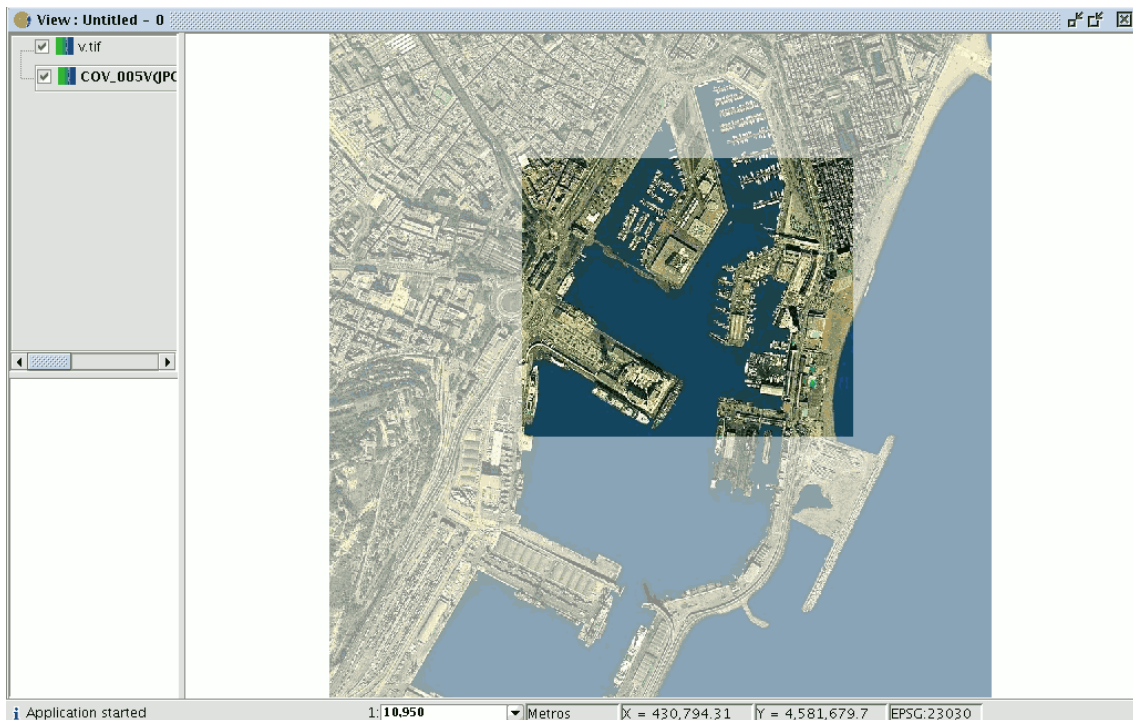 View : Untitled - 0
v.tif
COV_005V(JPC
Application started
1: 10,950
Metros
X = 430,794.31
Y = 4,581,679.7
EPSG:23030